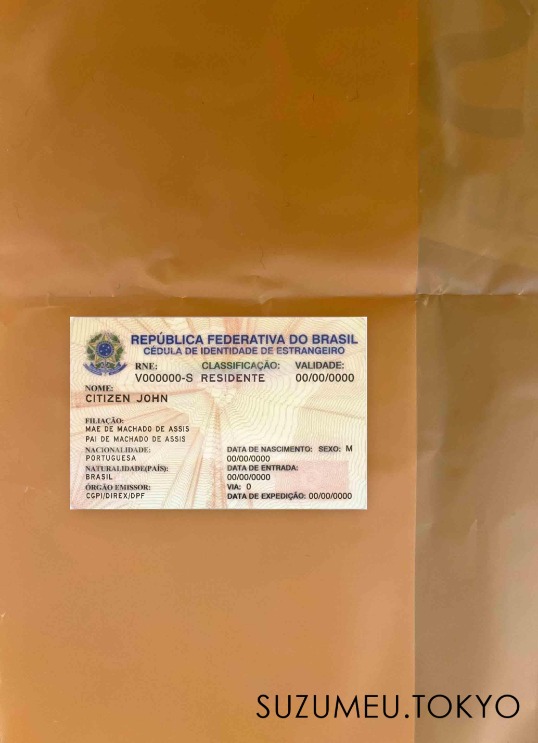 REPÚBLICA FEDERATIVA DO BRASIL
CÉDULA DE IDENTIDADE DE ESTRANGEIRO
RNE: CLASSIFICAÇÃO: VALIDADE:
V000000-S RESIDENTE 00/00/0000
NOME:
CITIZEN JOHN
FILIAÇÃO:
MAE DE MACHADO DE ASSIS
PAI DE MACHADO DE ASSIS
NACIONALIDADE: DATA DE NASCIMENTO: SEXO: M
PORTUGUESA 00/00/0000
NATURALIDADE(PAÍS): DATA DE ENTRADA:
BRASIL 00/00/0000
ÓRGÃO EMISSOR: VIA: 0
CGPI/DIREX/DPF DATA DE EXPEDIÇÃO: 00/00/0000
SUZUMEU.TOKYO